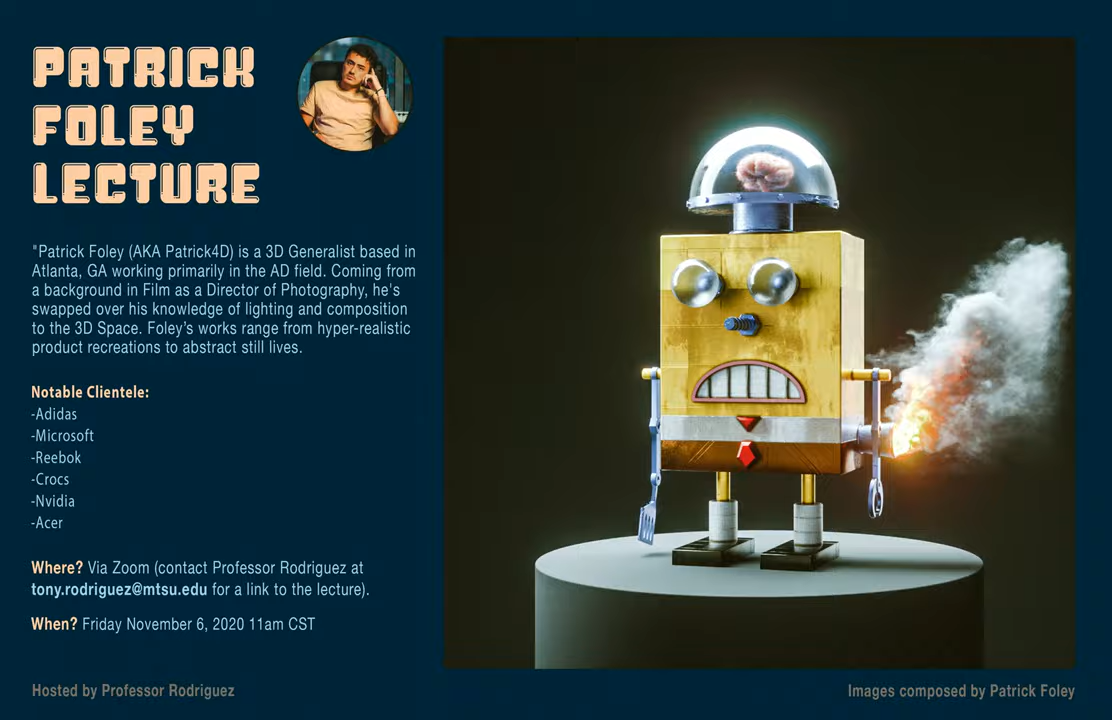 PATRICK
FOLEY
LECTURE
"Patrick Foley (AKA Patrick4D) is a 3D Generalist based in
Atlanta, GA working primarily in the AD field. Coming from
a background in Film as a Director of Photography, he's
swapped over his knowledge of lighting and composition
to the 3D Space. Foley’s works range from hyper-realistic
product recreations to abstract still lives.
Notable Clientele:
-Adidas
-Microsoft
-Reebok
-Crocs
-Nvidia
-Acer
Where? Via Zoom (contact Professor Rodriguez at
tony.rodriguez@mtsu.edu for a link to the lecture).
When? Friday November 6, 2020 11am CST
Hosted by Professor Rodriguez
Images composed by Patrick Foley